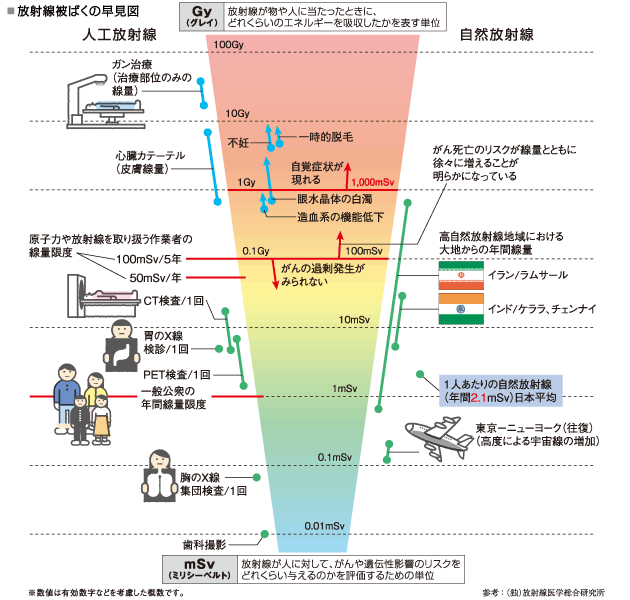 ■ 放射線被ばくの早見図
Gy
(グレイ)
放射線が物や人に当たったときに、
どれくらいのエネルギーを吸収したかを表す単位
人工放射線
自然放射線
100Gy
ガン治療
(治療部位のみの
線量)
10Gy
不妊
一時的脱毛
心臓カテーテル
(皮膚線量)
がん死亡のリスクが線量とともに
徐々に増えることが
明らかになっている
自覚症状が
現れる
1Gy
1,000mSv
眼水晶体の白濁
造血系の機能低下
原子力や放射線を取り扱う作業者の
線量限度
100mSv/5年
50mSv/年
0.1Gy
100mSv
がんの過剰発生が
みられない
高自然放射線地域における
大地からの年間線量
イラン/ラムサール
インド/ケララ、チェンナイ
CT検査/1回
10mSv
胃のX線
検診/1回
PET検査/1回
1mSv
一般公衆の
年間線量限度
1人あたりの自然放射線
(年間2.1mSv)日本平均
東京ーニューヨーク(往復)
(高度による宇宙線の増加)
0.1mSv
胸のX線
集団検査/1回
0.01mSv
歯科撮影
mSv
(ミリシーベルト)
放射線が人に対して、がんや遺伝性影響のリスクを
どれくらい与えるのかを評価するための単位
※数値は有効数字などを考慮した概数です。
参考:(独)放射線医学総合研究所